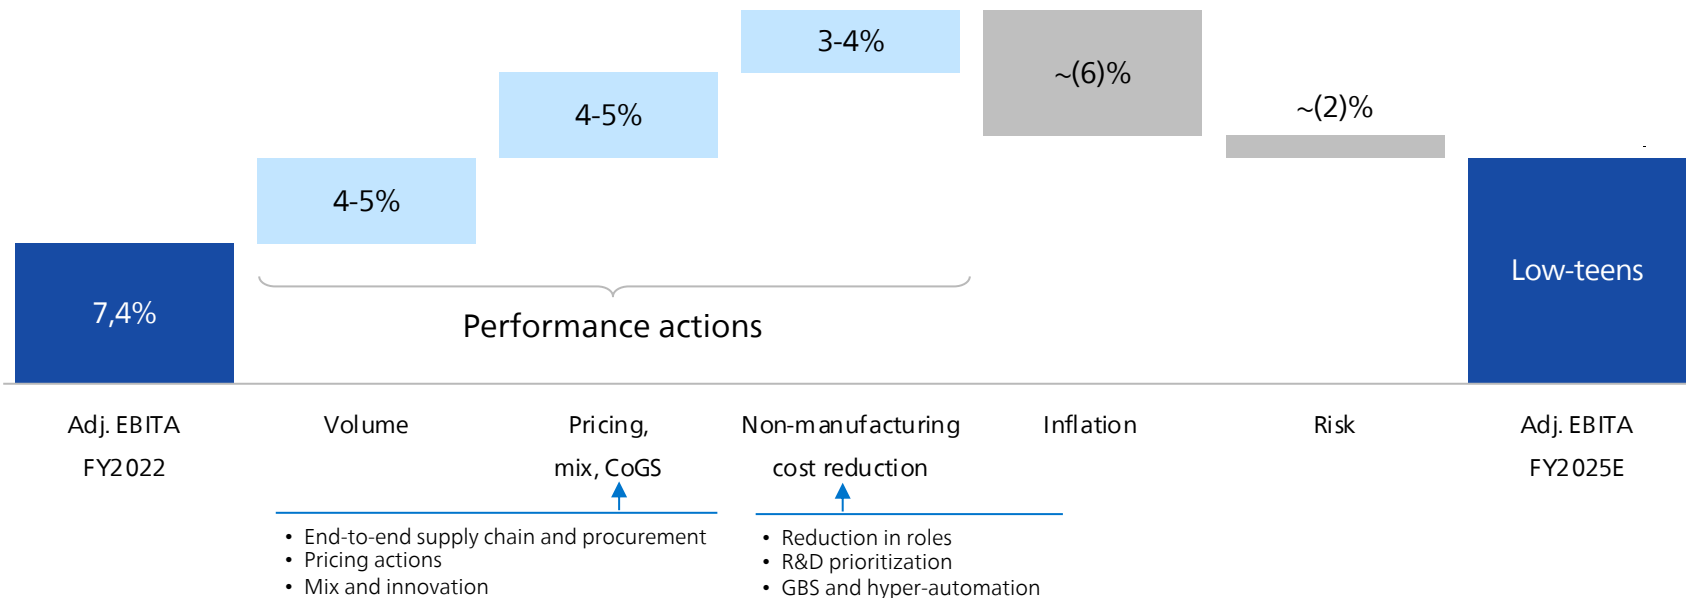 3-4%
~(6)%
4-5%
~(2)%
4-5%
Low-teens
7,4%
Performance actions
Adj. EBITA
FY2022
Volume
Pricing,
mix, CoGS
Non-manufacturing
cost reduction
Inflation
Risk
Adj. EBITA
FY2025E
• End-to-end supply chain and procurement
• Pricing actions
• Mix and innovation
• Reduction in roles
• R&D prioritization
• GBS and hyper-automation